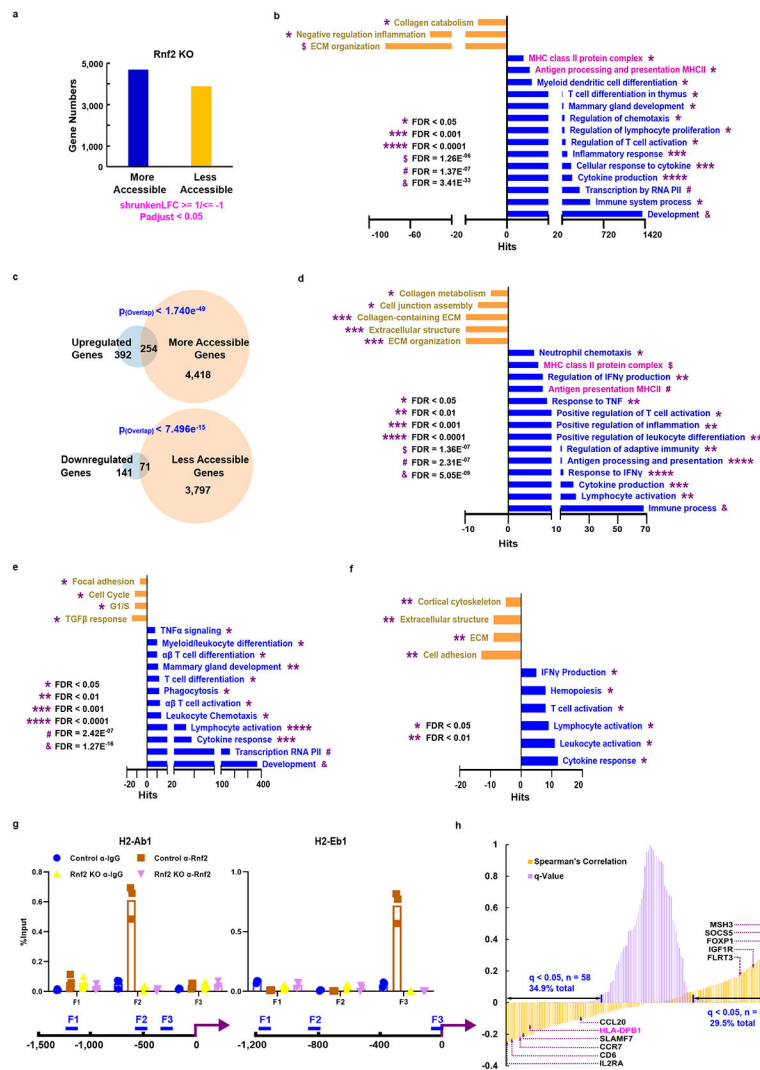 a
Rnf2 KO
Gene Numbers
5,000
3,000
1,000
0
More Accessible
Less Accessible
shrunkenLFC >= 1/<= -1
Padjust < 0.05
b
* Collagen catabolism
* Negative regulation inflammation
$ ECM organization
MHC class II protein complex *
Antigen processing and presentation MHCII *
Myeloid dendritic cell differentiation *
T cell differentiation in thymus *
Mammary gland development *
Regulation of chemotaxis *
Regulation of lymphocyte proliferation *
Regulation of T cell activation *
Inflammatory response ***
Cellular response to cytokine ***
Cytokine production ****
Transcription by RNA PII #
Immune system process *
Development &
* FDR < 0.05
*** FDR < 0.001
**** FDR < 0.0001
$ FDR = 1.26E-06
# FDR = 1.37E-07
& FDR = 3.41E-33
-100 -60 -20 0 20 20 720 1420
Hits
c
p(Overlap) < 1.740e-49
Upregulated Genes
392
254
More Accessible Genes
4,418
p(Overlap) < 7.496e-15
Downregulated Genes
141
71
Less Accessible Genes
3,797
d
* Collagen metabolism
* Cell junction assembly
*** Collagen-containing ECM
*** Extracellular structure
*** ECM organization
Neutrophil chemotaxis *
MHC class II protein complex $
Regulation of IFNγ production **
Antigen presentation MHCII #
Response to TNF **
Positive regulation of T cell activation *
Positive regulation of inflammation **
Positive regulation of leukocyte differentiation **
Regulation of adaptive immunity **
Antigen processing and presentation ****
Response to IFNγ ****
Cytokine production ***
Lymphocyte activation **
Immune process &
* FDR < 0.05
** FDR < 0.01
*** FDR < 0.001
**** FDR < 0.0001
$ FDR = 1.36E-07
# FDR = 2.31E-07
& FDR = 5.05E-09
-10 0 10 10 30 50 70
Hits
e
* Focal adhesion
* Cell Cycle
* G1/S
* TGFβ response
TNFα signaling *
Myeloid/leukocyte differentiation *
αβ T cell differentiation *
Mammary gland development **
T cell differentiation *
Phagocytosis *
αβ T cell activation *
Leukocyte Chemotaxis *
Lymphocyte activation ****
Cytokine response ***
Transcription RNA PII #
Development &
* FDR < 0.05
** FDR < 0.01
*** FDR < 0.001
**** FDR < 0.0001
# FDR = 2.42E-07
& FDR = 1.27E-16
-20 0 20 20 80 100 400
Hits
f
** Cortical cytoskeleton
** Extracellular structure
** ECM
** Cell adhesion
IFNγ Production *
Hemopoiesis *
T cell activation *
Lymphocyte activation *
Leukocyte activation *
Cytokine response *
* FDR < 0.05
** FDR < 0.01
-20 -10 0 10 20
Hits
g
H2-Ab1
H2-Eb1
Control α-IgG
Control α-Rnf2
Rnf2 KO α-IgG
Rnf2 KO α-Rnf2
%Input
0.8
0.6
0.4
0.2
0.0
F1 F2 F3
F1 F2 F3
-1,500 -1,000 -500 0
1.0
0.5
0.0
F1 F2 F3
F1 F2 F3
-1,200 -800 -400 0
h
Spearman's Correlation
q-Value
1
0.8
0.6
0.4
0.2
0
-0.2
-0.4
MSH3
SOCS5
FOXP1
IGF1R
FLRT3
q < 0.05, n = 58
34.9% total
29.5% total
CCL20
HLA-DPB1
SLAMF7
CCR7
CD6
IL2RA